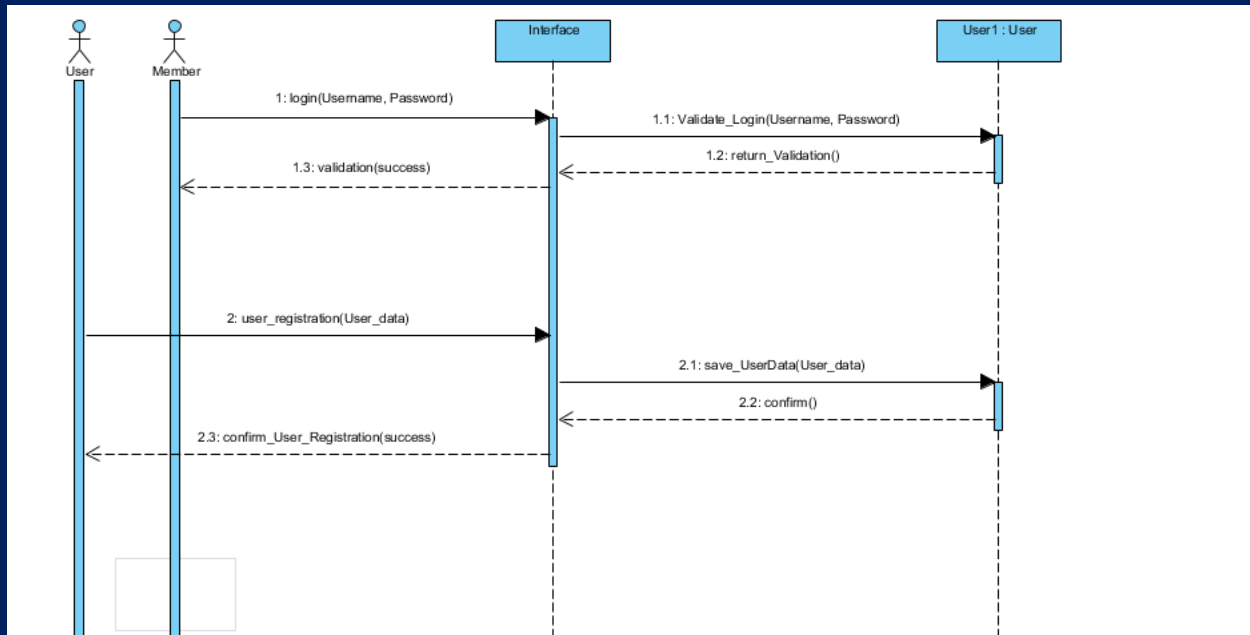 Interface
User1 : User
User
Member
1: login(Username, Password)
1.1: Validate_Login(Username, Password)
1.2: return_Validation()
1.3: validation(success)
2: user_registration(User_data)
2.1: save_UserData(User_data)
2.2: confirm()
2.3: confirm_User_Registration(success)